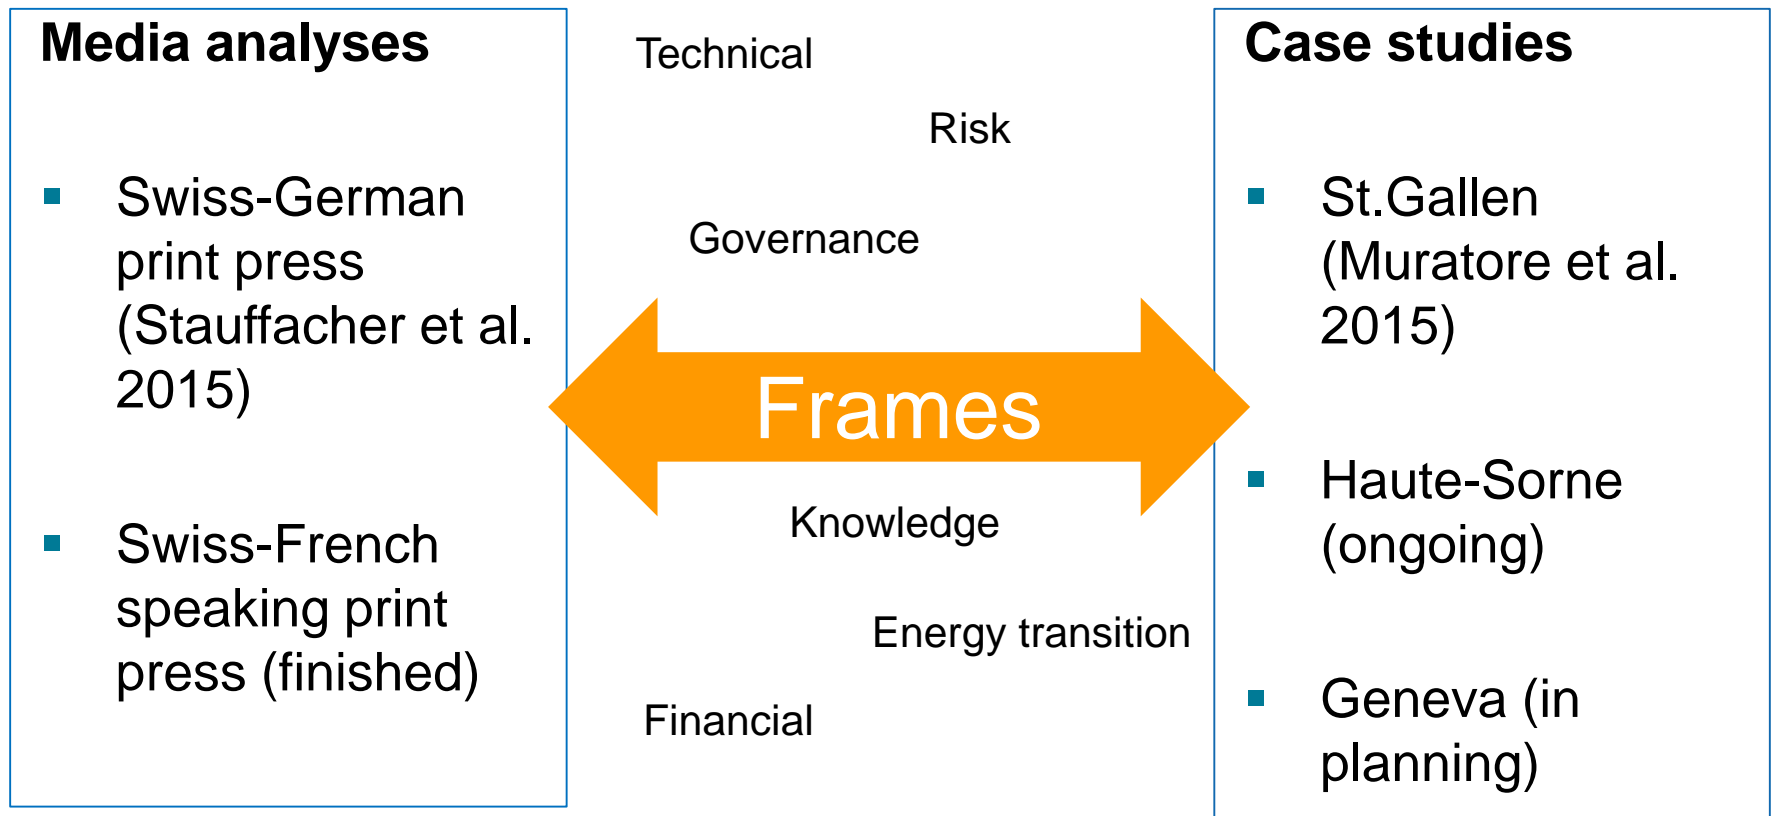 Media analyses
Swiss-German
print press
(Stauffacher et al.
2015)
Swiss-French
speaking print
press (finished)
Technical
Risk
Governance
Frames
Knowledge
Energy transition
Financial
Case studies
St.Gallen
(Muratore et al.
2015)
Haute-Sorne
(ongoing)
Geneva (in
planning)